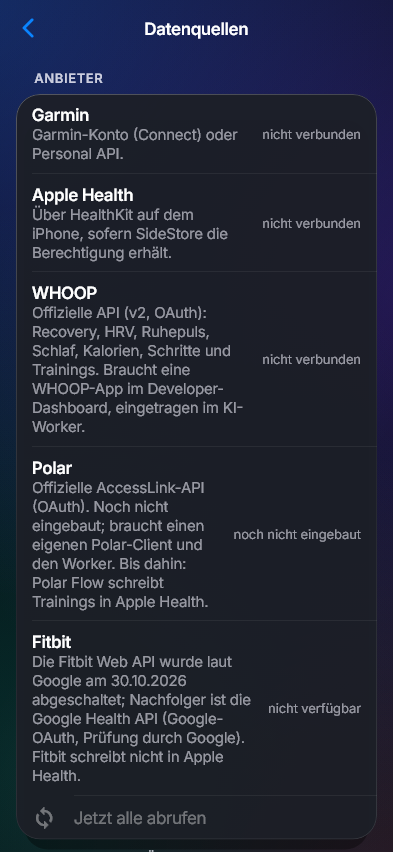 Datenquellen
ANBIETER
Garmin
Garmin-Konto (Connect) oder
Personal API.
nicht verbunden
Apple Health
Über HealthKit auf dem
iPhone, sofern SideStore die
Berechtigung erhält.
nicht verbunden
WHOOP
Offizielle API (v2, OAuth):
Recovery, HRV, Ruhepuls,
Schlaf, Kalorien, Schritte und
Trainings. Braucht eine
WHOOP-App im Developer-
Dashboard, eingetragen im KI-
Worker.
nicht verbunden
Polar
Offizielle AccessLink-API
(OAuth). Noch nicht
eingebaut; braucht einen
eigenen Polar-Client und
den Worker. Bis dahin:
Polar Flow schreibt
Trainings in Apple Health.
noch nicht eingebaut
Fitbit
Die Fitbit Web API wurde laut
Google am 30.10.2026
abgeschaltet; Nachfolger ist die
Google Health API (Google-
OAuth, Prüfung durch Google).
Fitbit schreibt nicht in Apple
Health.
nicht verfügbar
Jetzt alle abrufen